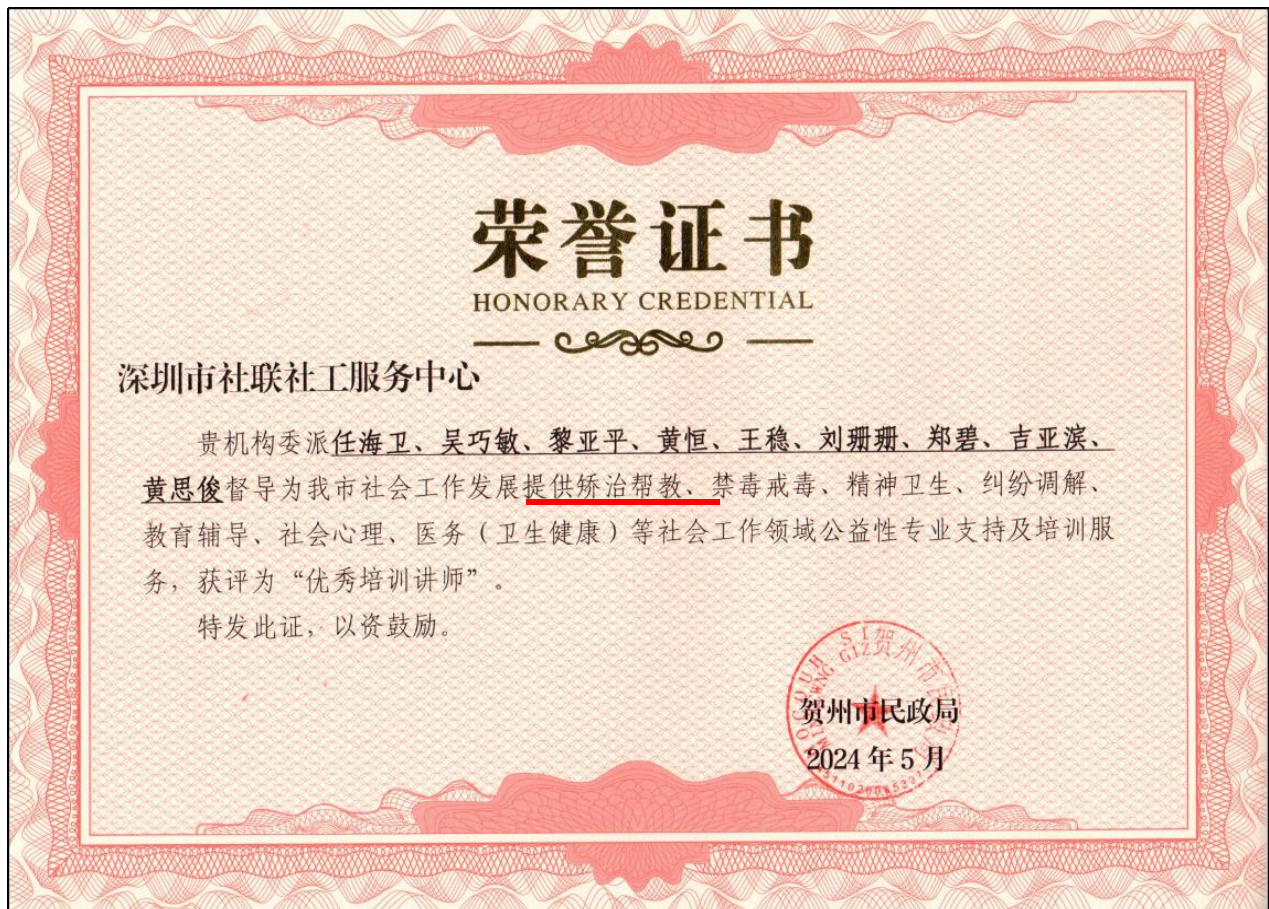 荣誉证书
HONORARY CREDENTIAL
深圳市社联社工服务中心
贵机构委派任海卫、吴巧敏、黎亚平、黄恒、王稳、刘珊珊、郑碧、吉亚滨、
黄思俊督导为我市社会工作发展提供矫治帮教、禁毒戒毒、精神卫生、纠纷调解、
教育辅导、社会心理、医务（卫生健康）等社会工作领域公益性专业支持及培训服
务，获评为“优秀培训讲师”。
特发此证，以资鼓励。
贺州市民政局
2024 年 5 月